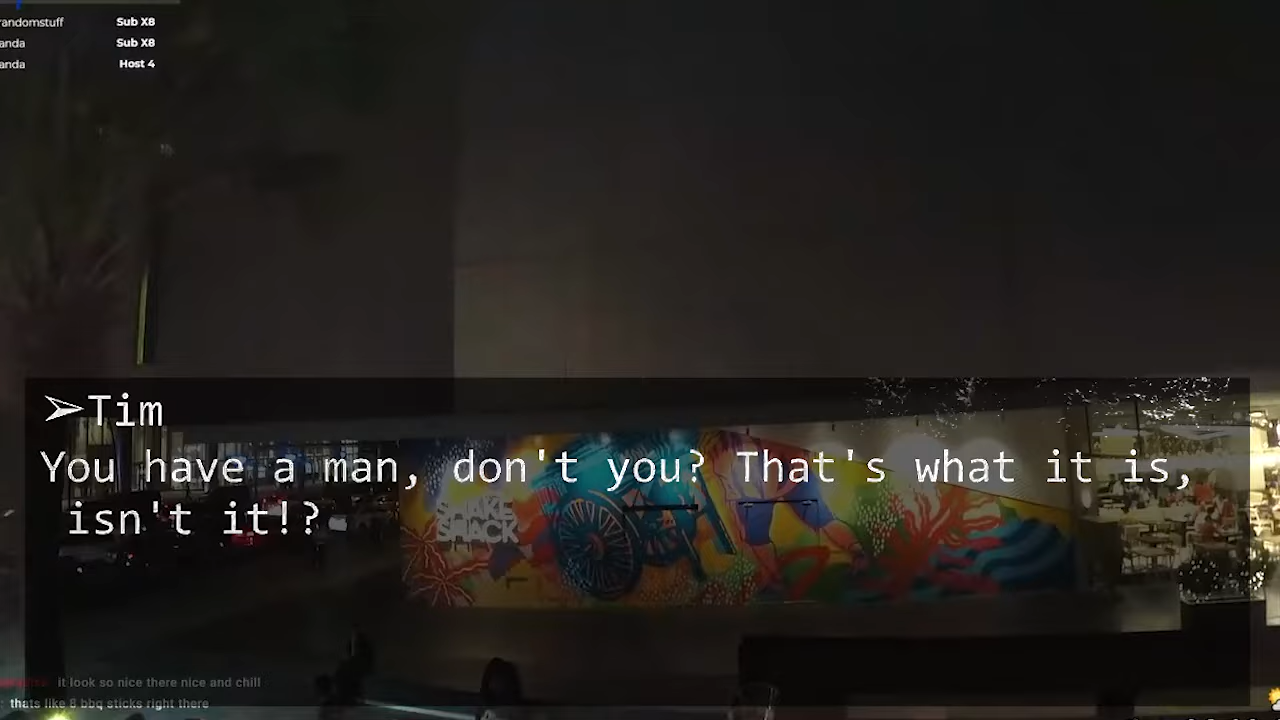 randomstuff Sub X8
anda Sub X8
anda Host 4
➢Tim
You have a man, don't you? That's what it is,
isn't it!?
SHAKE
SHACK
it look so nice there nice and chill
: thats like 8 bbq sticks right there